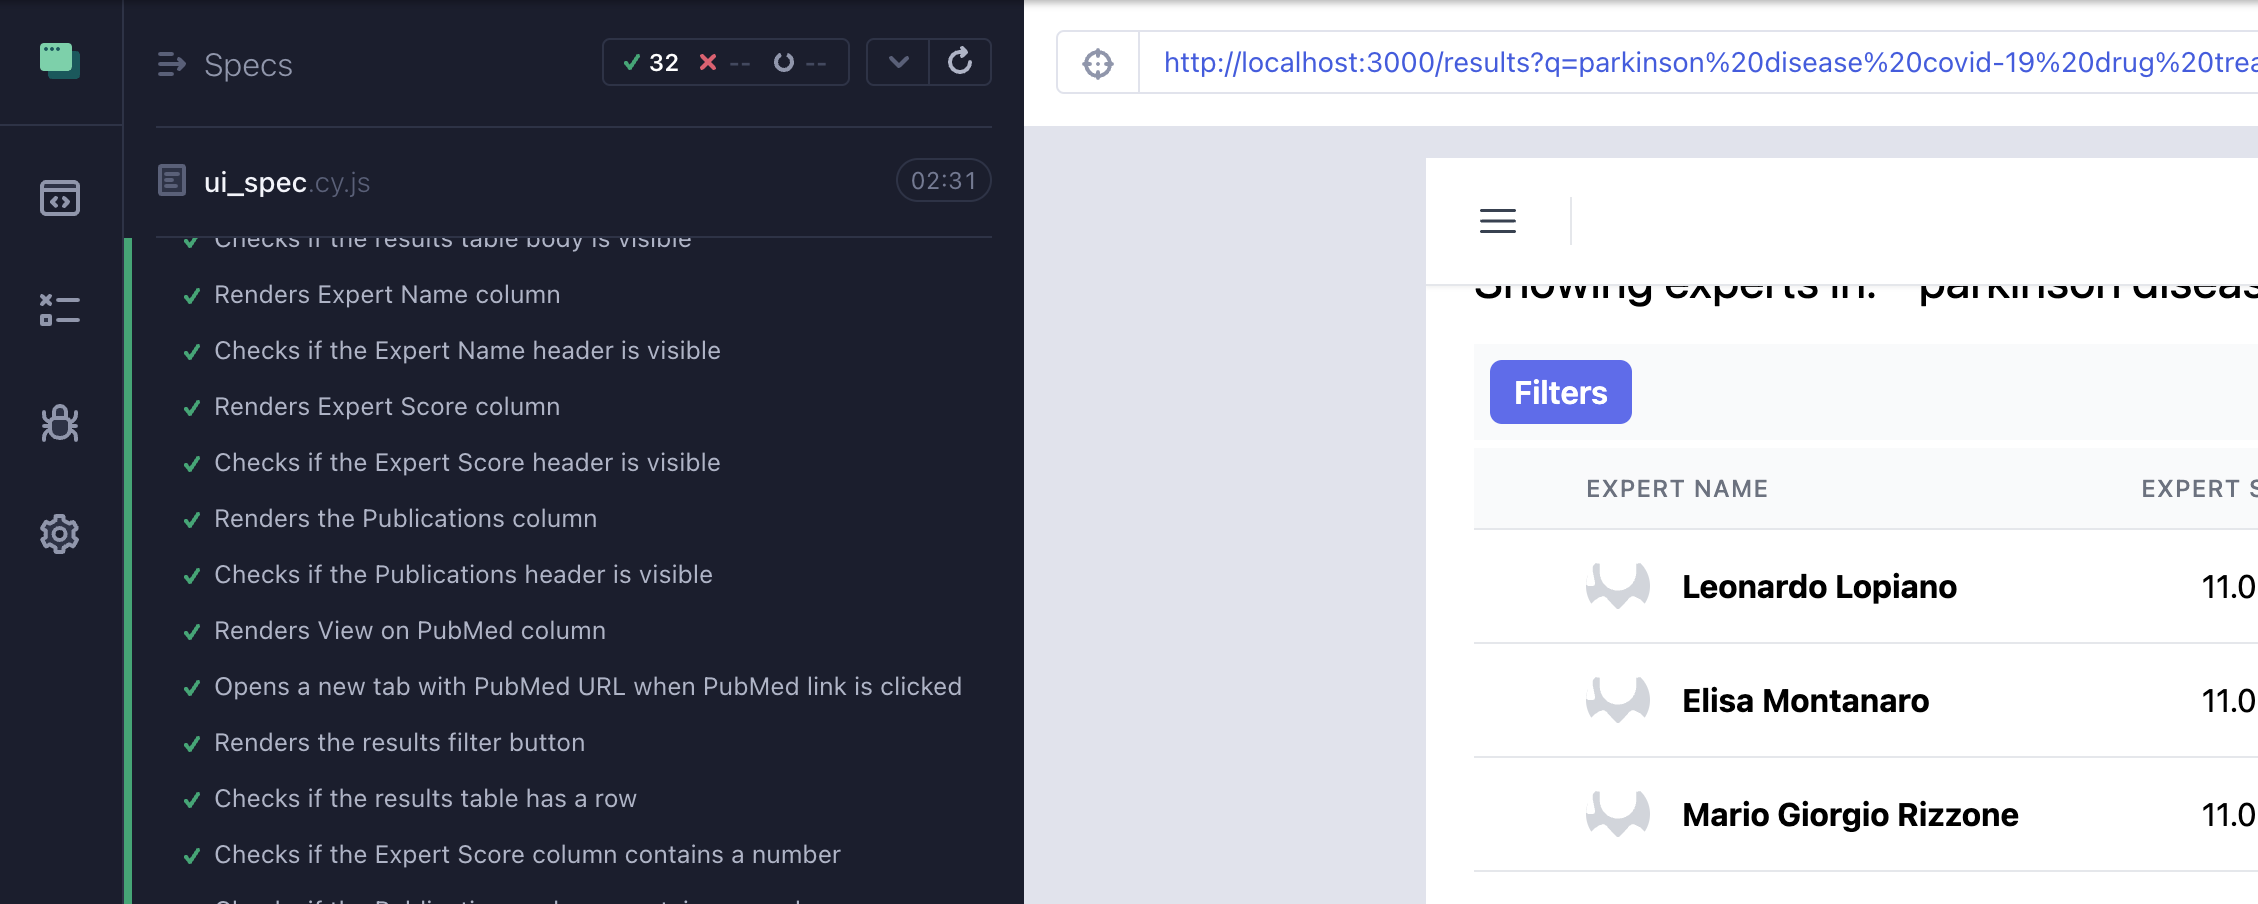 Specs
32 -- --
ui_spec.cy.js
02:31
Checks if the results table body is visible
Renders Expert Name column
Checks if the Expert Name header is visible
Renders Expert Score column
Checks if the Expert Score header is visible
Renders the Publications column
Checks if the Publications header is visible
Renders View on PubMed column
Opens a new tab with PubMed URL when PubMed link is clicked
Renders the results filter button
Checks if the results table has a row
Checks if the Expert Score column contains a number
http://localhost:3000/results?q=parkinson%20disease%20covid-19%20drug%20trea
Showing experts in: parkinson diseas
Filters
EXPERT NAME EXPERT S
Leonardo Lopiano 11.0
Elisa Montanaro 11.0
Mario Giorgio Rizzone 11.0